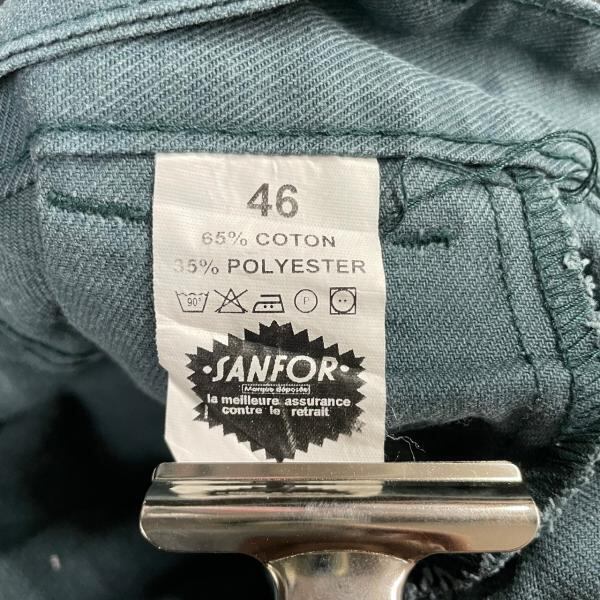 46
65% COTON
35% POLYESTER
90° P
·SANFOR·
Marque déposée
la meilleure assurance
contre le retrait